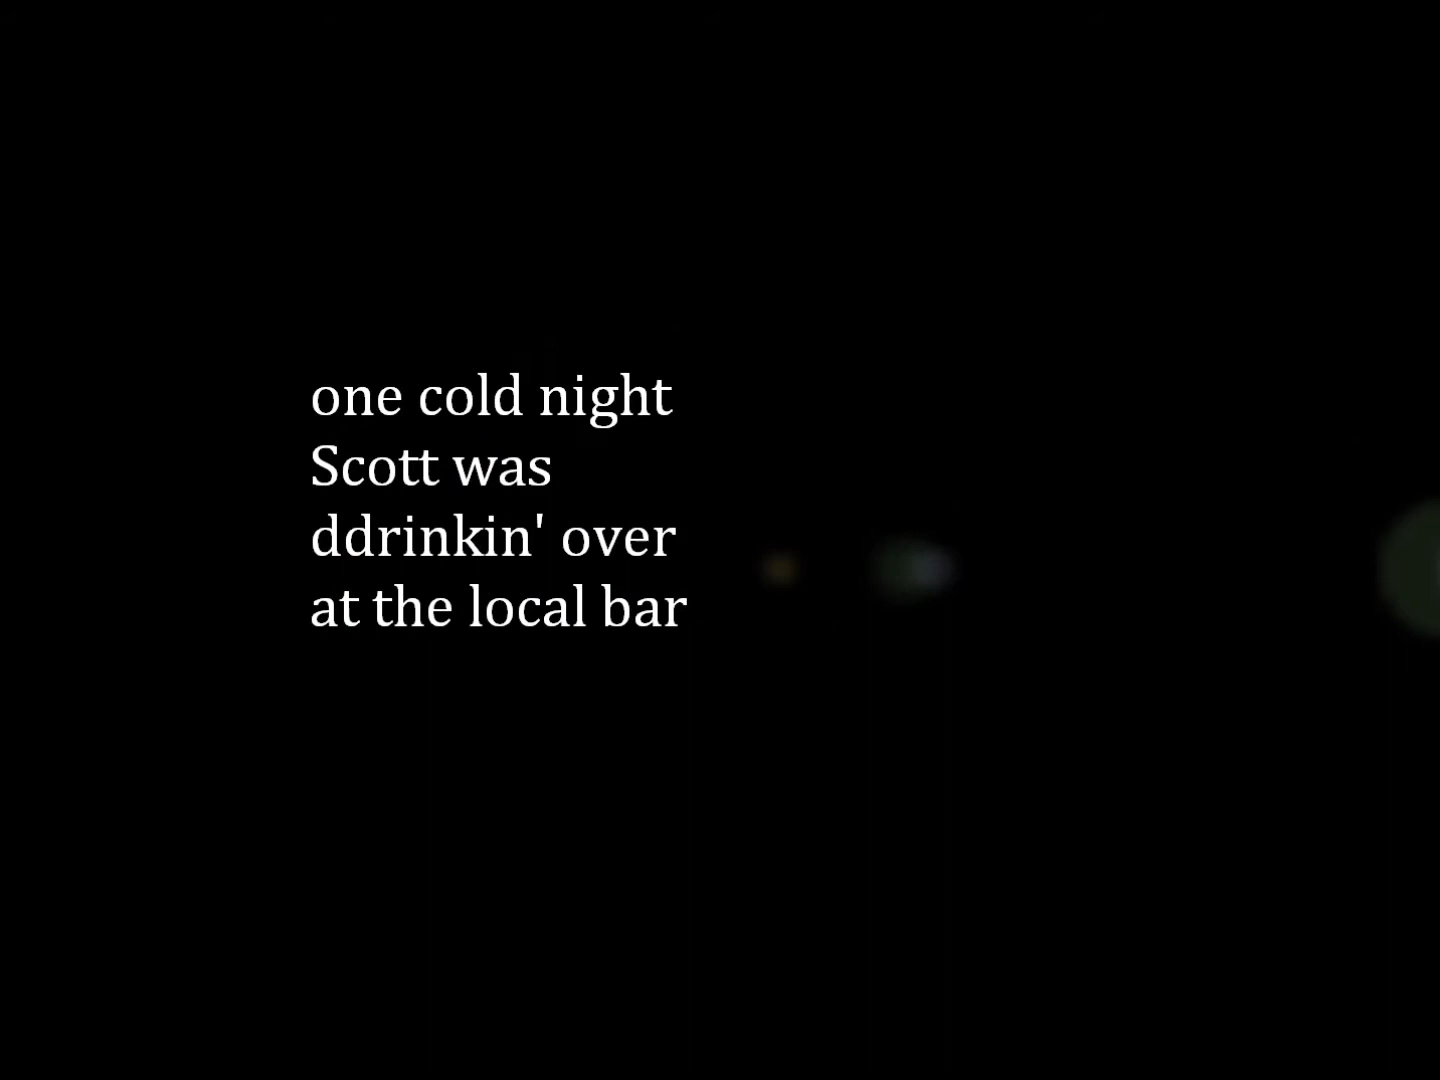 one cold night
Scott was
ddrinkin' over
at the local bar